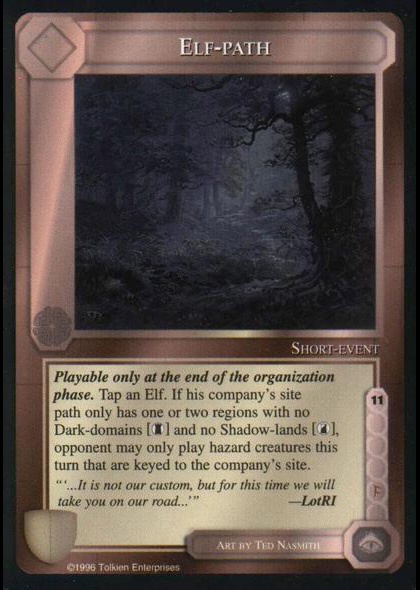 ELF-PATH
SHORT-EVENT
Playable only at the end of the organization
phase. Tap an Elf. If his company's site
path only has one or two regions with no
Dark-domains [ ] and no Shadow-lands [ ],
opponent may only play hazard creatures this
turn that are keyed to the company's site.
"'...It is not our custom, but for this time we will
take you on our road...'" —LotRI
11
F
ART BY TED NASMITH
©1996 Tolkien Enterprises